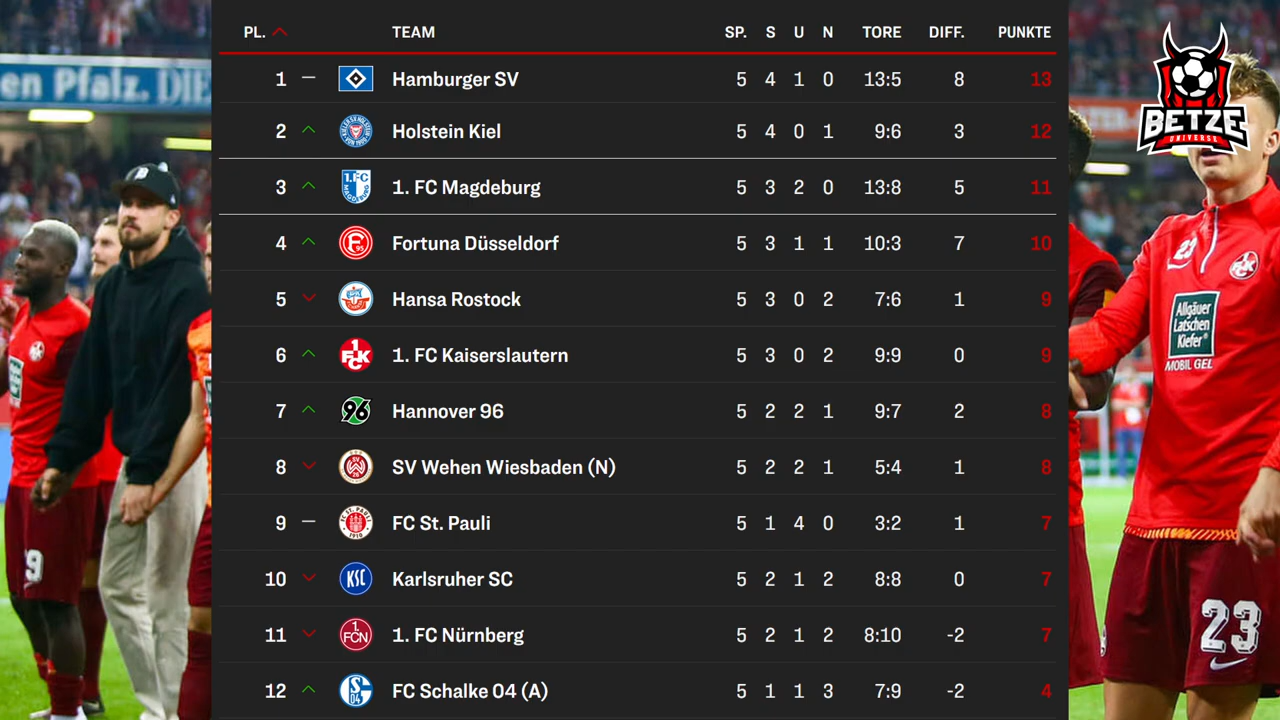 PL. TEAM SP. S U N TORE DIFF. PUNKTE
1 Hamburger SV 5 4 1 0 13:5 8 13
2 Holstein Kiel 5 4 0 1 9:6 3 12
3 1. FC Magdeburg 5 3 2 0 13:8 5 11
4 Fortuna Düsseldorf 5 3 1 1 10:3 7 10
5 Hansa Rostock 5 3 0 2 7:6 1 9
6 1. FC Kaiserslautern 5 3 0 2 9:9 0 9
7 Hannover 96 5 2 2 1 9:7 2 8
8 SV Wehen Wiesbaden (N) 5 2 2 1 5:4 1 8
9 FC St. Pauli 5 1 4 0 3:2 1 7
10 Karlsruher SC 5 2 1 2 8:8 0 7
11 1. FC Nürnberg 5 2 1 2 8:10 -2 7
12 FC Schalke 04 (A) 5 1 1 3 7:9 -2 4
en Pfalz. DIE
9
BETZE
UNIVERSE
23
Allgäuer
Latschen
Kiefer
MOBIL GEL
23